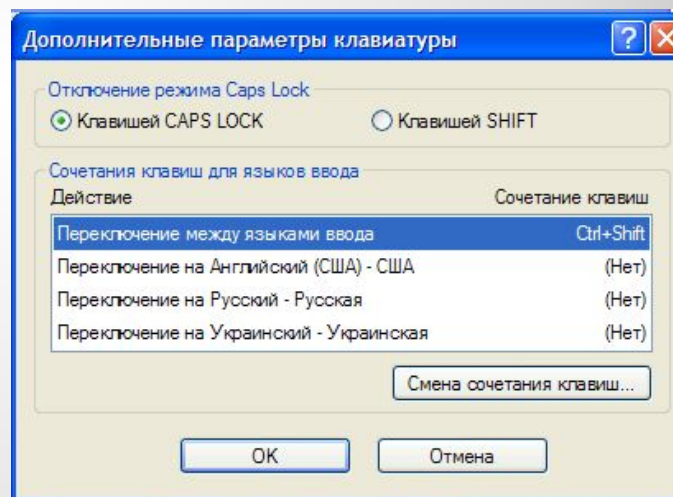 Дополнительные параметры клавиатуры
Отключение режима Caps Lock
Клавишей CAPS LOCK Клавишей SHIFT
Сочетания клавиш для языков ввода
Действие Сочетание клавиш
Переключение между языками ввода Ctrl+Shift
Переключение на Английский (США) - США (Нет)
Переключение на Русский - Русская (Нет)
Переключение на Украинский - Украинская (Нет)
Смена сочетания клавиш...
OK Отмена